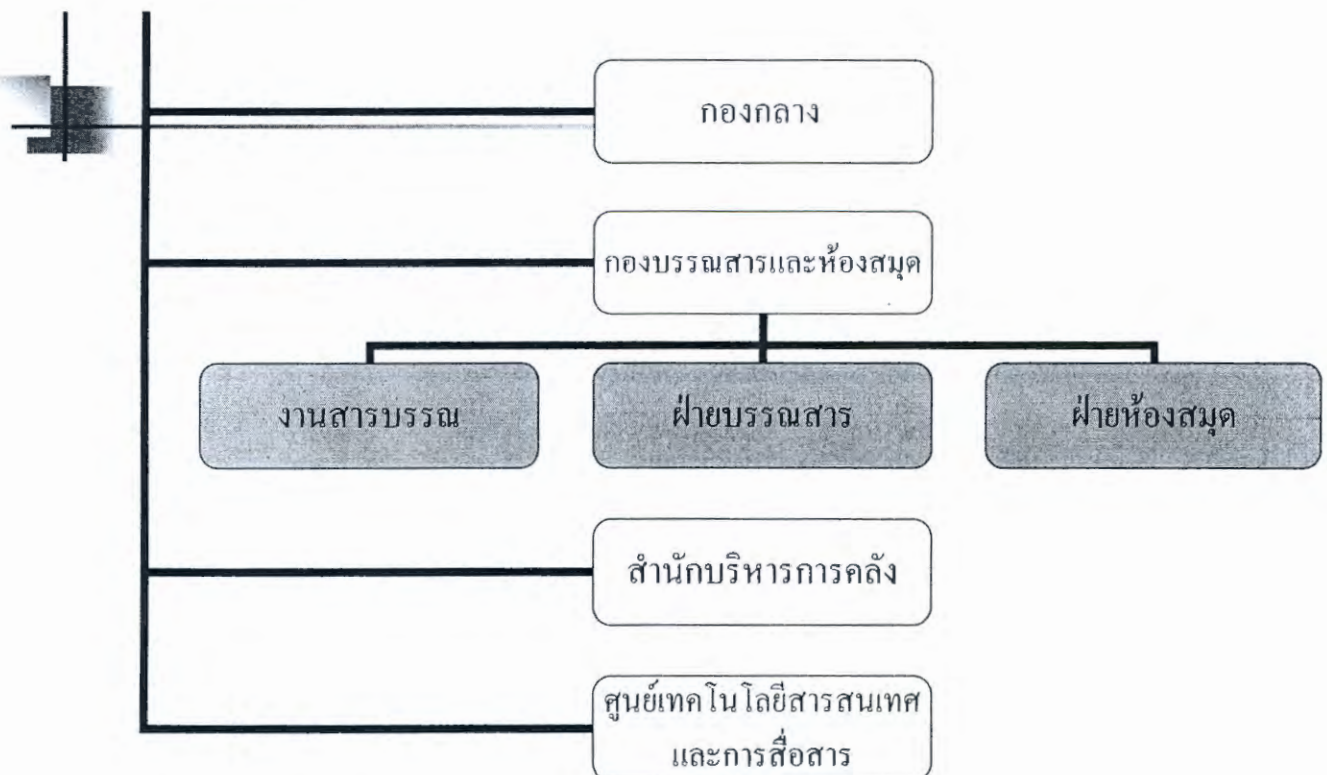 กองกลาง
กองบรรณสารและห้องสมุด
งานสารบรรณ
ฝ่ายบรรณสาร
ฝ่ายห้องสมุด
สำนักบริหารการคลัง
ศูนย์เทคโนโลยีสารสนเทศ
และการสื่อสาร